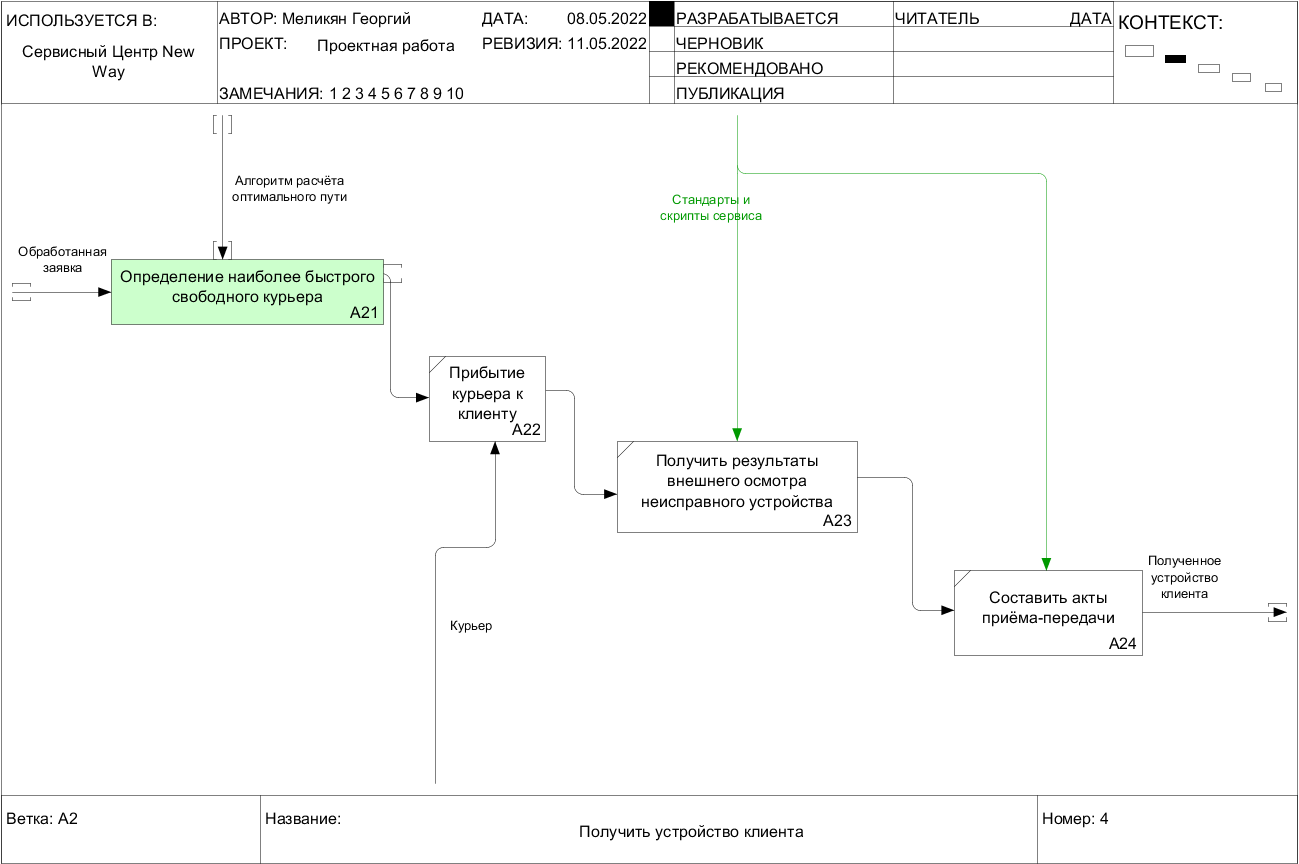 ИСПОЛЬЗУЕТСЯ В:
Сервисный Центр New
Way
АВТОР: Меликян Георгий
ДАТА: 08.05.2022
ПРОЕКТ: Проектная работа
РЕВИЗИЯ: 11.05.2022
ЗАМЕЧАНИЯ: 1 2 3 4 5 6 7 8 9 10
РАЗРАБАТЫВАЕТСЯ
ЧЕРНОВИК
РЕКОМЕНДОВАНО
ПУБЛИКАЦИЯ
ЧИТАТЕЛЬ ДАТА
КОНТЕКСТ:
Алгоритм расчёта
оптимального пути
Стандарты и
скрипты сервиса
Обработанная
заявка
Определение наиболее быстрого
свободного курьера
A21
Прибытие
курьера к
клиенту
A22
Получить результаты
внешнего осмотра
неисправного устройства
A23
Полученное
устройство
клиента
Составить акты
приёма-передачи
A24
Курьер
Ветка: A2
Название:
Получить устройство клиента
Номер: 4